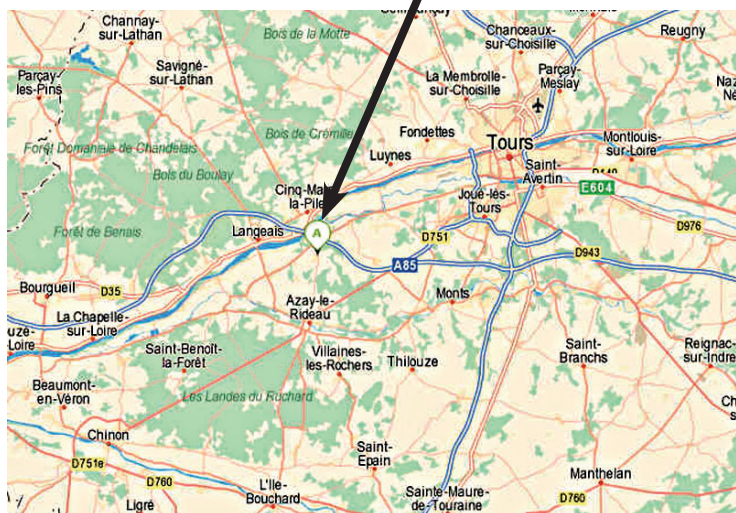 Channay-
sur-Lathan
Bois de la Motte
Chanceaux-
sur-Choisille
Reugny
Parçay-
les-Pins
Savigné-
sur-Lathan
La Membrolle-
sur-Choisille
Parçay-
Meslay
Forêt Domaniale de Chandelais
Bois de Crémille
Fondettes
Tours
Montlouis-
sur-Loire
Bois du Boulay
Luynes
Saint-
Avertin
E604
Cinq-Mars-
la-Pile
Joué-lès-
Tours
A
Forêt de Benais
Langeais
D751
D976
A85
D943
Bourgueil
D35
Monts
La Chapelle-
sur-Loire
Azay-le-
Rideau
Saint-Benoît-
la-Forêt
Villaines-
les-Rochers
Thilouze
Saint-
Branchs
Reignac-
sur-Indre
Beaumont-
en-Véron
Les Landes du Ruchard
Chinon
Saint-
Epain
D751e
D760
L'Ile-
Bouchard
Manthelan
Ligré
Sainte-Maure-
de-Touraine
D760